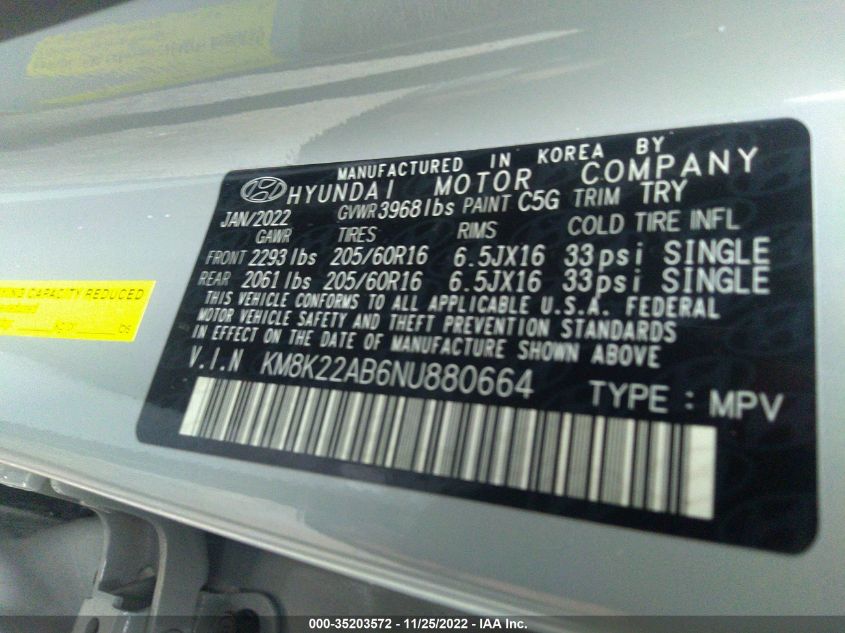 MANUFACTURED IN KOREA BY
HYUNDAI MOTOR COMPANY
JAN/2022 GVWR 3968 lbs PAINT C5G TRIM TRY
GAWR TIRES RIMS COLD TIRE INFL
FRONT 2293 lbs 205/60R16 6.5JX16 33psi SINGLE
REAR 2061 lbs 205/60R16 6.5JX16 33psi SINGLE
THIS VEHICLE CONFORMS TO ALL APPLICABLE U.S.A. FEDERAL
MOTOR VEHICLE SAFETY AND THEFT PREVENTION STANDARDS
IN EFFECT ON THE DATE OF MANUFACTURE SHOWN ABOVE
V.I.N KM8K22AB6NU880664 TYPE : MPV
CAPACITY REDUCED
000-35203572 - 11/25/2022 - IAA Inc.